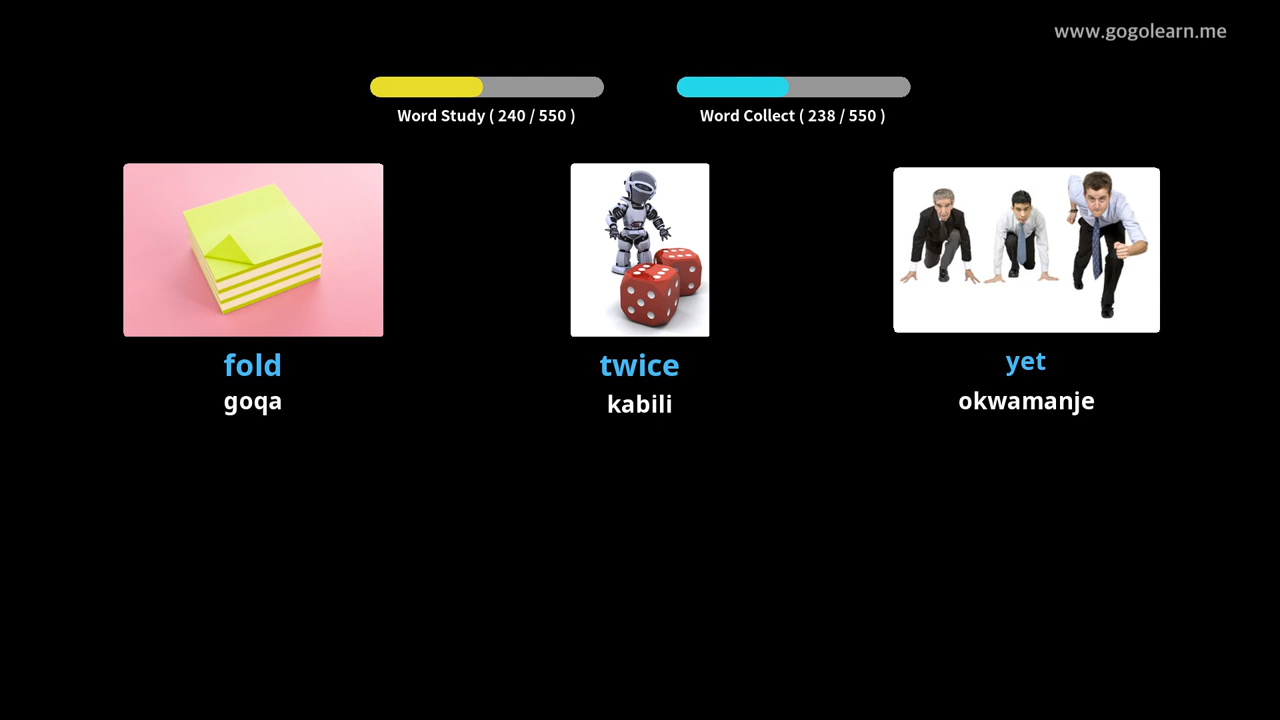 www.gogolearn.me
Word Study ( 240 / 550 )
Word Collect ( 238 / 550 )
fold
goqa
twice
kabili
yet
okwamanje